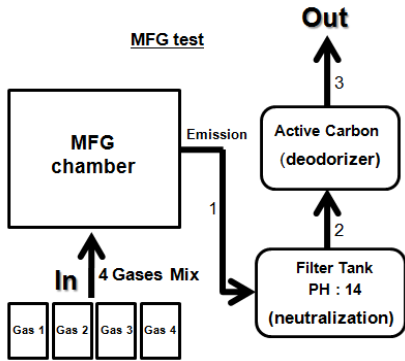 MFG test
Out
3
MFG
chamber
Emission
Active Carbon
(deodorizer)
1
2
In
4 Gases Mix
Filter Tank
PH : 14
(neutralization)
Gas 1
Gas 2
Gas 3
Gas 4